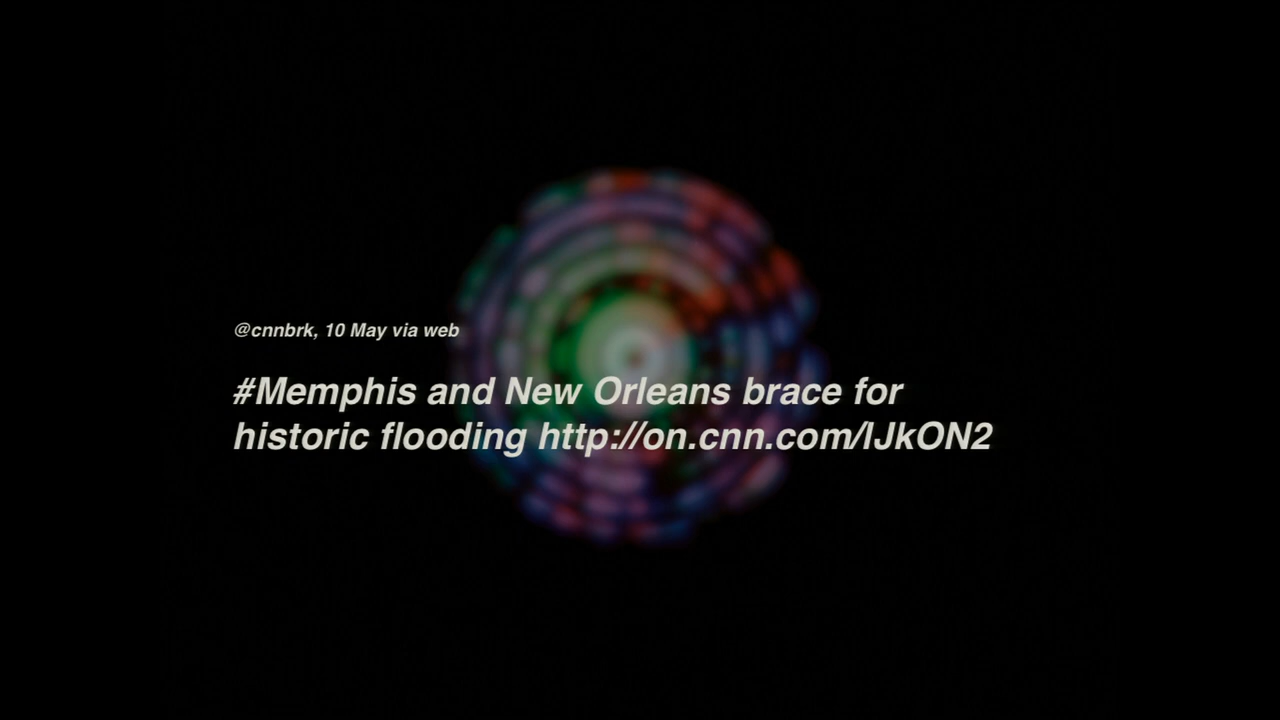 @cnnbrk, 10 May via web
#Memphis and New Orleans brace for
historic flooding http://on.cnn.com/lJkON2